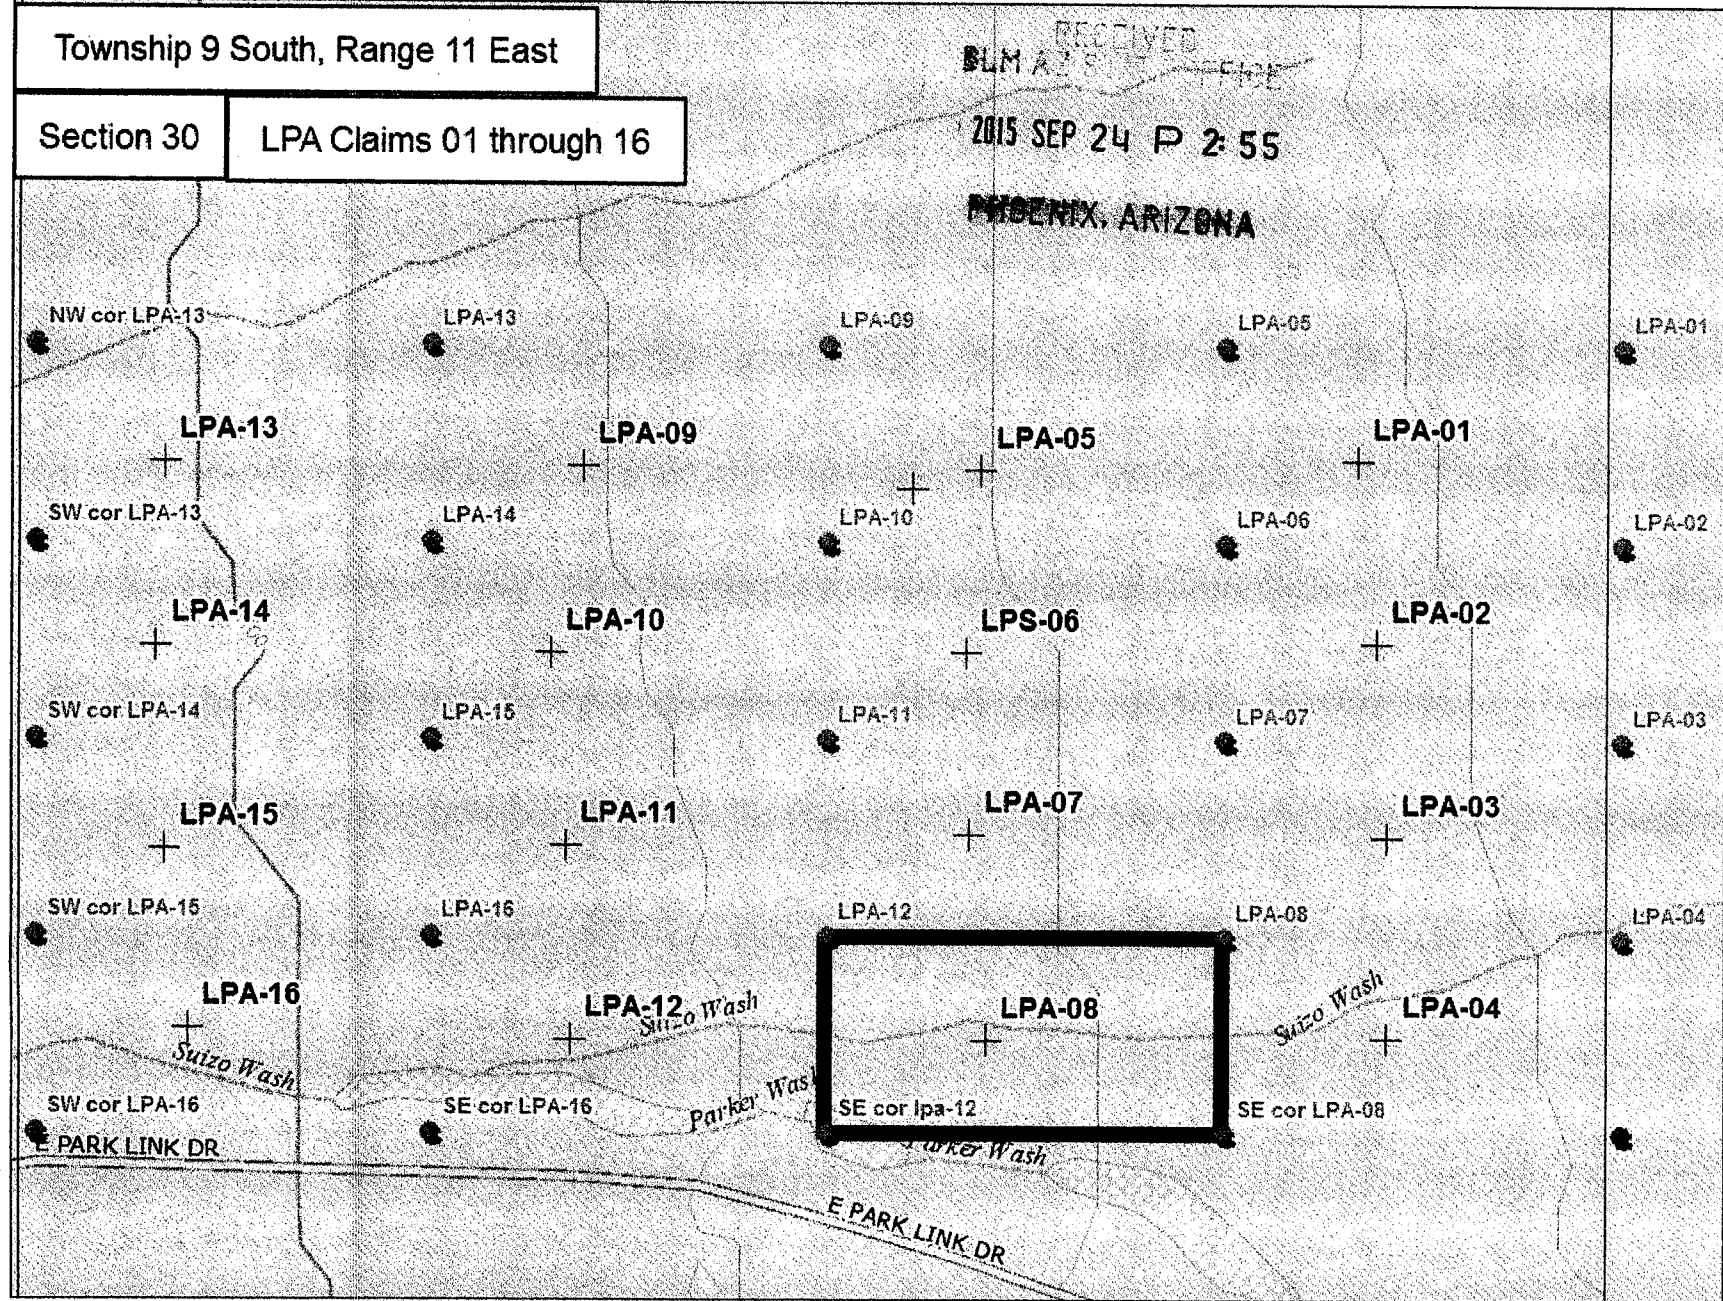 Township 9 South, Range 11 East
Section 30
LPA Claims 01 through 16
RECEIVED
BLM AZ
2015 SEP 24 P 2:55
PHOENIX, ARIZONA
NW cor LPA-13
LPA-13
LPA-09
LPA-05
LPA-01
LPA-13
LPA-09
LPA-05
LPA-01
SW cor LPA-13
LPA-14
LPA-10
LPA-06
LPA-02
LPA-14
LPA-10
LPS-06
LPA-02
SW cor LPA-14
LPA-15
LPA-11
LPA-07
LPA-03
LPA-15
LPA-11
LPA-07
LPA-03
SW cor LPA-15
LPA-16
LPA-12
LPA-08
LPA-04
LPA-16
LPA-12
LPA-08
LPA-04
Suizo Wash
Suizo Wash
Suizo Wash
Parker Wash
SW cor LPA-16
SE cor LPA-16
SE cor lpa-12
SE cor LPA-08
E PARK LINK DR
Parker Wash
E PARK LINK DR